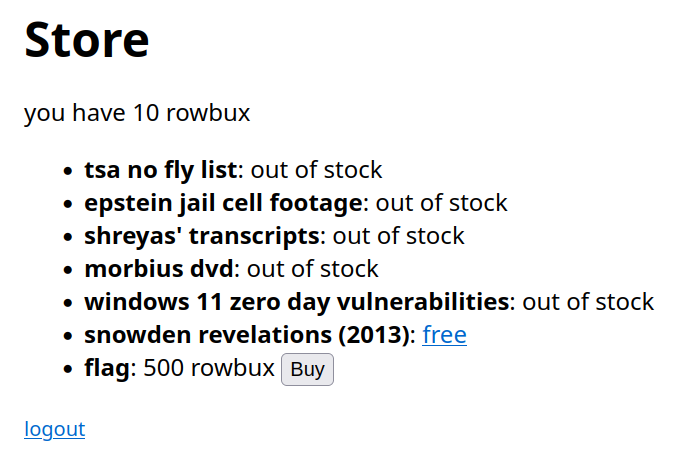 Store
you have 10 rowbux
tsa no fly list: out of stock
epstein jail cell footage: out of stock
shreyas' transcripts: out of stock
morbius dvd: out of stock
windows 11 zero day vulnerabilities: out of stock
snowden revelations (2013): free
flag: 500 rowbux Buy
logout